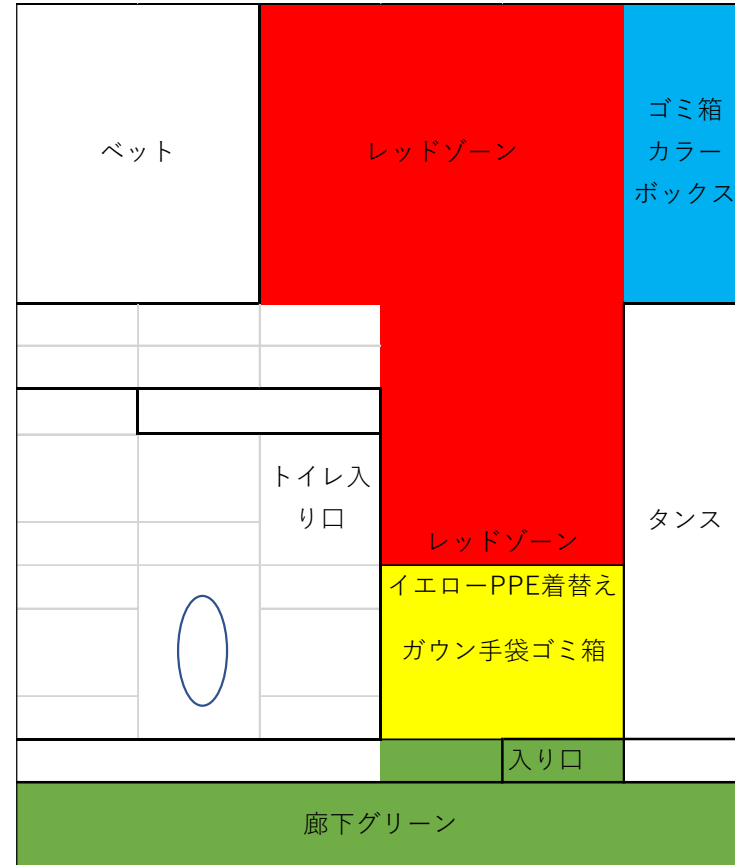 ベット
レッドゾーン
ゴミ箱
カラー
ボックス
トイレ入
り口
レッドゾーン
タンス
イエローPPE着替え
ガウン手袋ゴミ箱
入り口
廊下グリーン